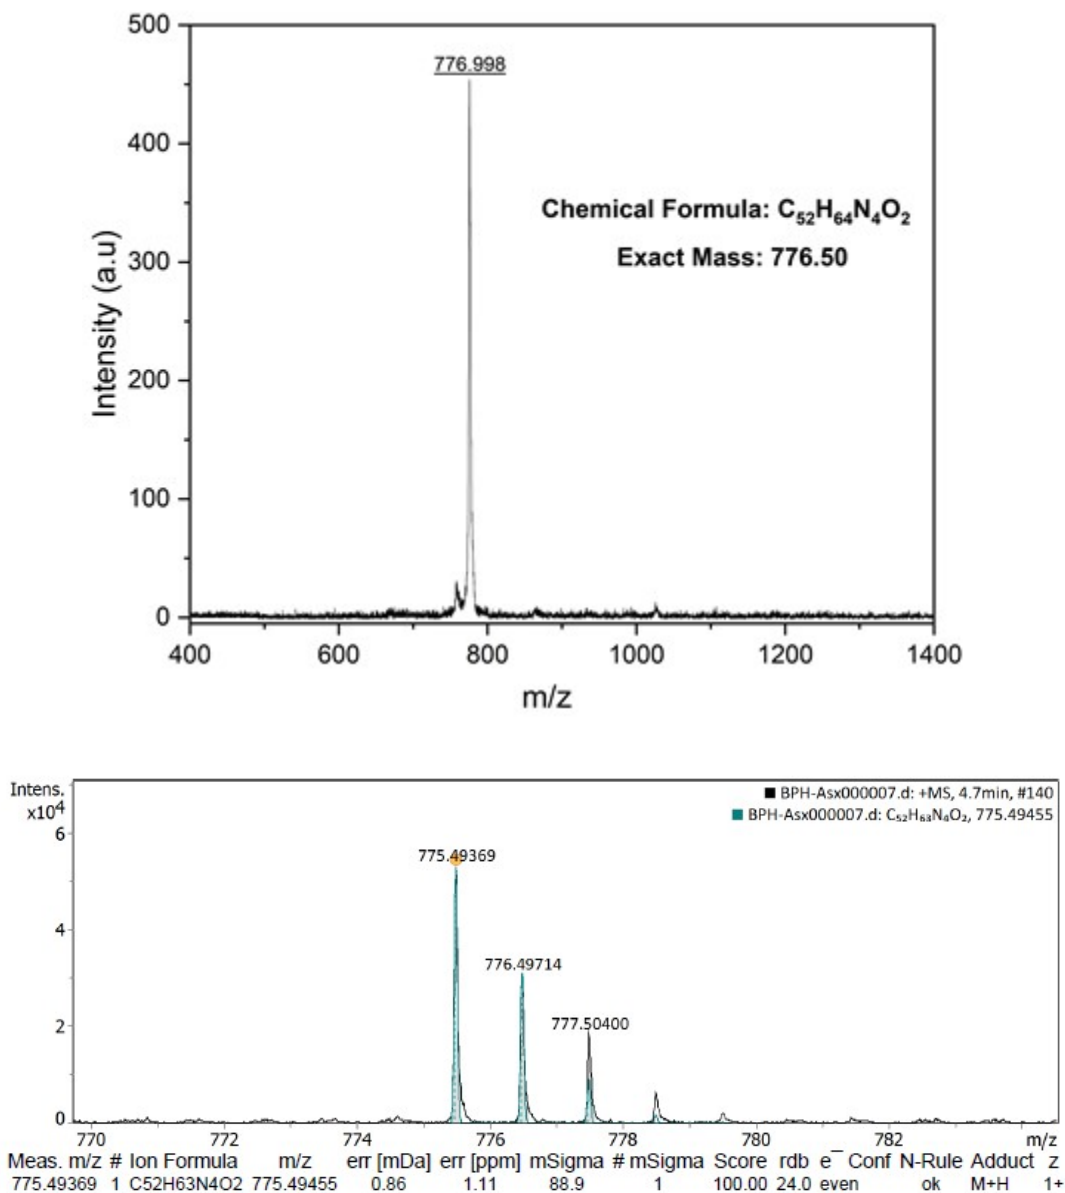 500
776.998
400
Chemical Formula: C₅₂H₆₄N₄O₂
Exact Mass: 776.50
300
Intensity (a.u)
200
100
0
400 600 800 1000 1200 1400
m/z
Intens.
x10⁴
BPH-Asx000007.d: +MS, 4.7min, #140
BPH-Asx000007.d: C₅₂H₆₃N₄O₂, 775.49455
6
775.49369
4
776.49714
2
777.50400
0
770 772 774 776 778 780 782 m/z
Meas. m/z # Ion Formula m/z err [mDa] err [ppm] mSigma # mSigma Score rdb e⁻ Conf N-Rule Adduct z
775.49369 1 C52H63N4O2 775.49455 0.86 1.11 88.9 1 100.00 24.0 even ok M+H 1+